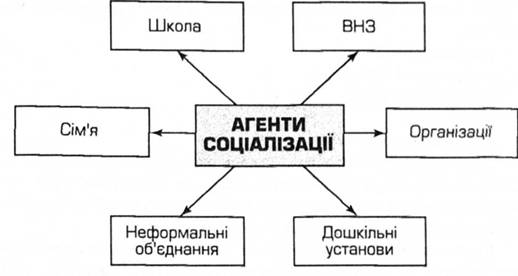 Школа
ВНЗ
Сім'я
АГЕНТИ
СОЦІАЛІЗАЦІЇ
Організації
Неформальні
об'єднання
Дошкільні
установи